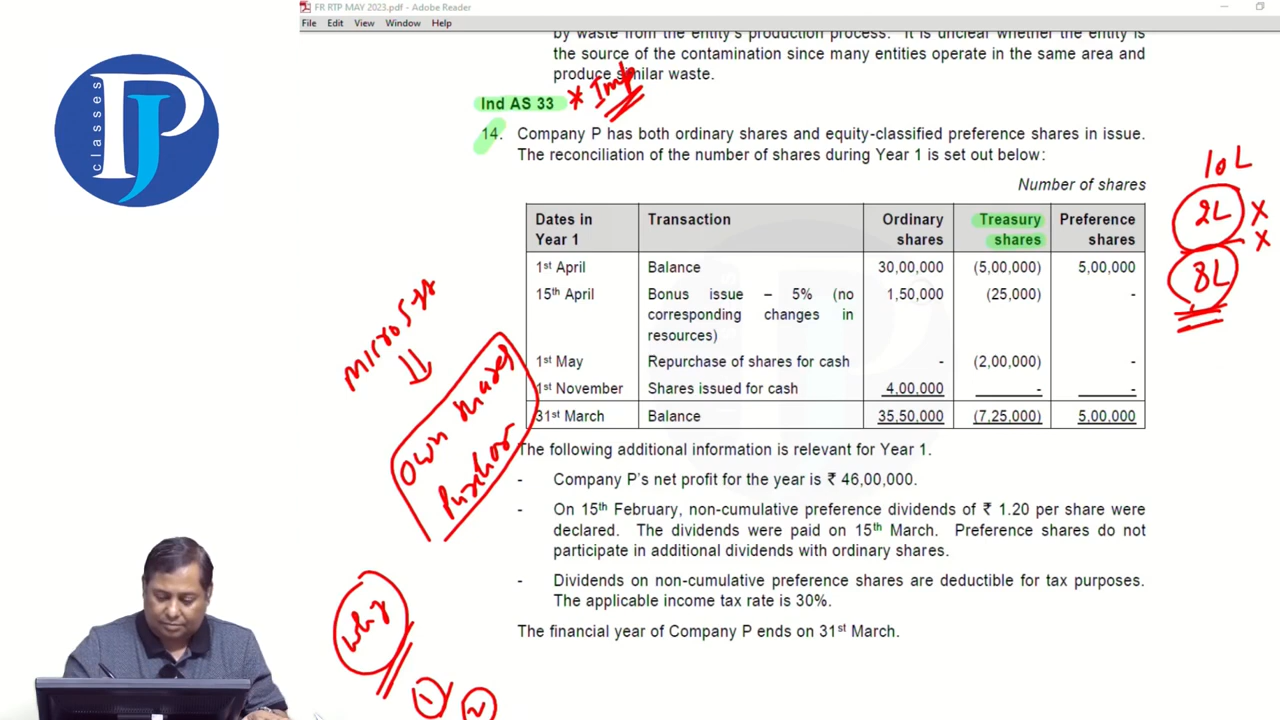 FR RTP MAY 2023.pdf - Adobe Reader
File Edit View Window Help
PJ
classes
by waste from the entity's production process. It is unclear whether the entity is
the source of the contamination since many entities operate in the same area and
produce similar waste.
Ind AS 33 * Imp
14. Company P has both ordinary shares and equity-classified preference shares in issue.
The reconciliation of the number of shares during Year 1 is set out below:
Number of shares
Dates in Year 1 Transaction Ordinary shares Treasury shares Preference shares
1st April Balance 30,00,000 (5,00,000) 5,00,000
15th April Bonus issue – 5% (no 1,50,000 (25,000) -
corresponding changes in
resources)
1st May Repurchase of shares for cash - (2,00,000) -
1st November Shares issued for cash 4,00,000 - -
31st March Balance 35,50,000 (7,25,000) 5,00,000
The following additional information is relevant for Year 1.
- Company P's net profit for the year is ₹ 46,00,000.
- On 15th February, non-cumulative preference dividends of ₹ 1.20 per share were
declared. The dividends were paid on 15th March. Preference shares do not
participate in additional dividends with ordinary shares.
- Dividends on non-cumulative preference shares are deductible for tax purposes.
The applicable income tax rate is 30%.
The financial year of Company P ends on 31st March.
10L
2L X
X
8L
own shares
why
1 2